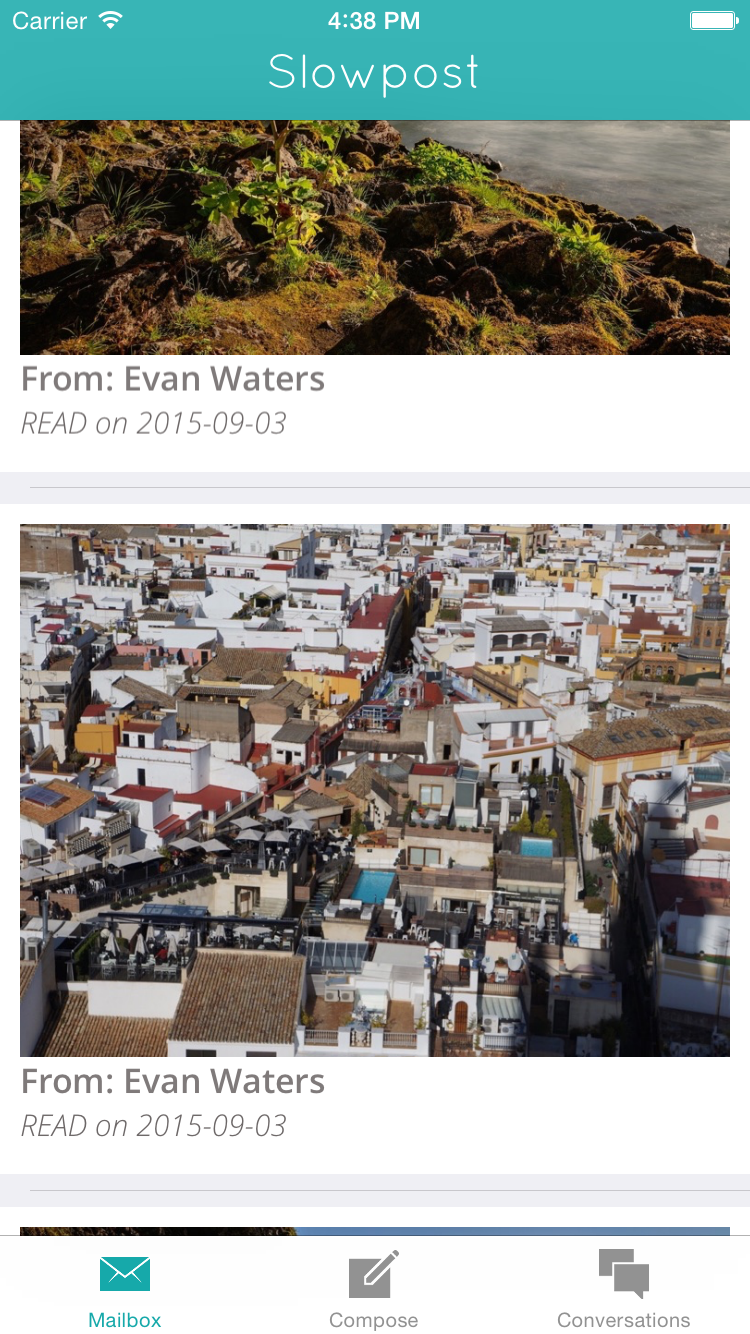 Carrier 4:38 PM
Slowpost
From: Evan Waters
READ on 2015-09-03
From: Evan Waters
READ on 2015-09-03
Mailbox Compose Conversations